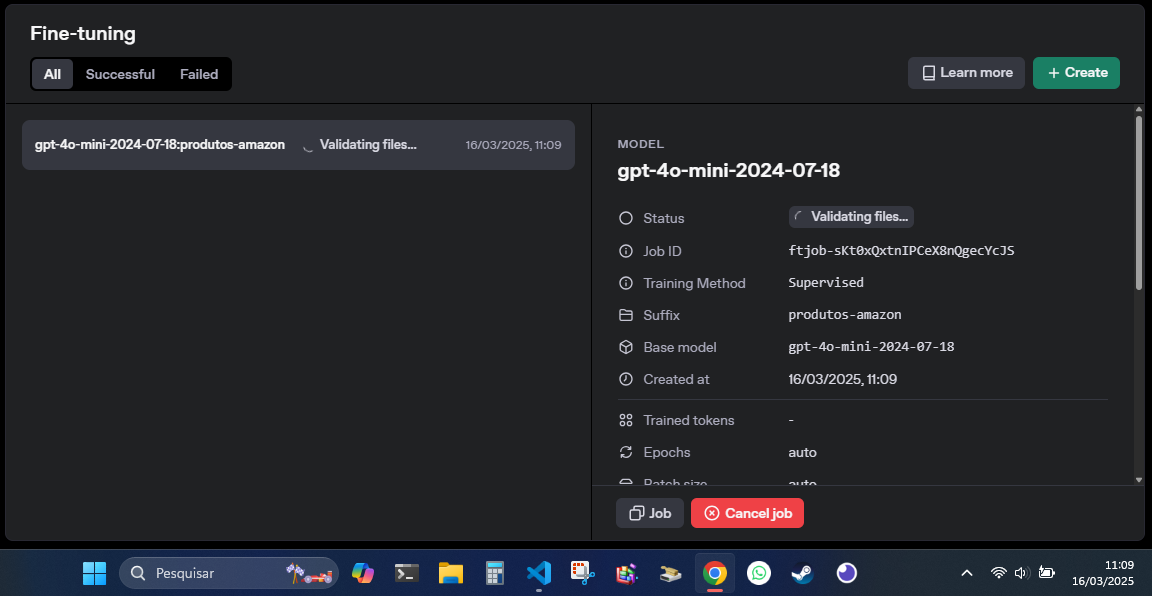 Fine-tuning
All Successful Failed
Learn more
+ Create
gpt-4o-mini-2024-07-18:produtos-amazon Validating files... 16/03/2025, 11:09
MODEL
gpt-4o-mini-2024-07-18
Status Validating files...
Job ID ftjob-sKt0xQxtnIPCeX8nQgecYcJS
Training Method Supervised
Suffix produtos-amazon
Base model gpt-4o-mini-2024-07-18
Created at 16/03/2025, 11:09
Trained tokens -
Epochs auto
Batch size auto
Job Cancel job
Pesquisar
11:09
16/03/2025